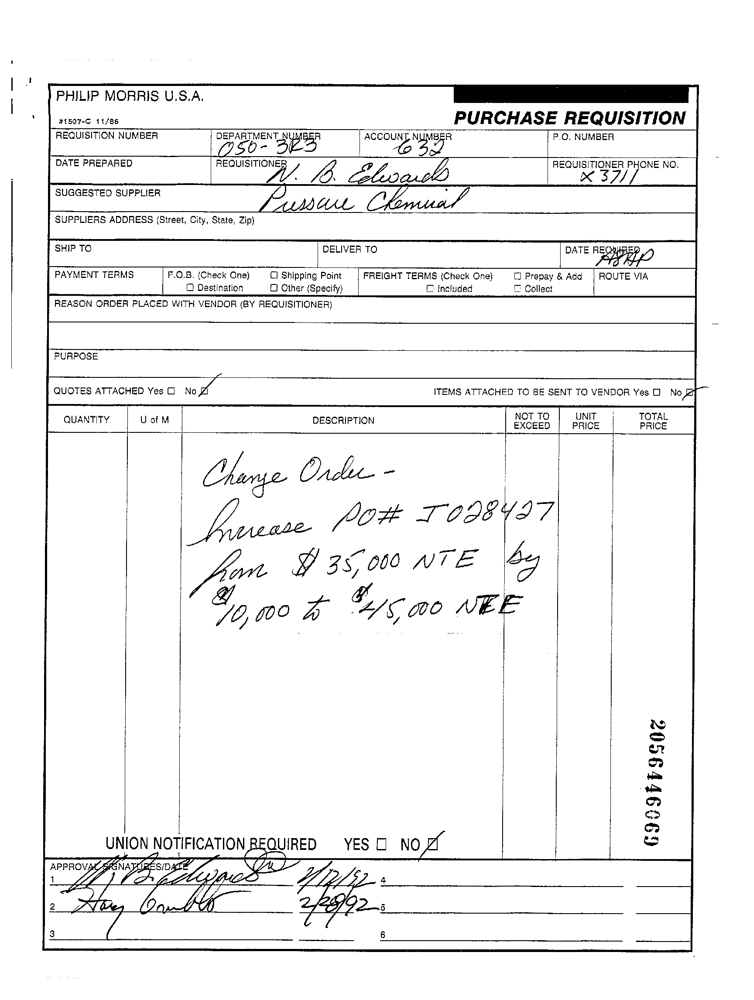 PHILIP MORRIS U.S.A.
#1507-C 11/86
PURCHASE REQUISITION
REQUISITION NUMBER DEPARTMENT NUMBER ACCOUNT NUMBER P.O. NUMBER
050-3R3 632
DATE PREPARED REQUISITIONER REQUISITIONER PHONE NO.
N. B. Edwards X 3711
SUGGESTED SUPPLIER
Chemical
SUPPLIERS ADDRESS (Street, City, State, Zip)
SHIP TO DELIVER TO DATE REQUIRED
ASAP
PAYMENT TERMS F.O.B. (Check One) ☐ Shipping Point FREIGHT TERMS (Check One) ☐ Prepay & Add ROUTE VIA
☐ Destination ☐ Other (Specify) ☐ Included ☐ Collect
REASON ORDER PLACED WITH VENDOR (BY REQUISITIONER)
PURPOSE
QUOTES ATTACHED Yes ☐ No ☑ ITEMS ATTACHED TO BE SENT TO VENDOR Yes ☐ No ☑
QUANTITY U of M DESCRIPTION NOT TO EXCEED UNIT PRICE TOTAL PRICE
Change Order -
Increase PO# I028427
from $35,000 NTE by
$10,000 to $45,000 NTE
2056446069
UNION NOTIFICATION REQUIRED YES ☐ NO ☑
APPROVAL SIGNATURES/DATE
1 N. B. Edwards 2/12/92 4
2 2/28/92 5
3 6